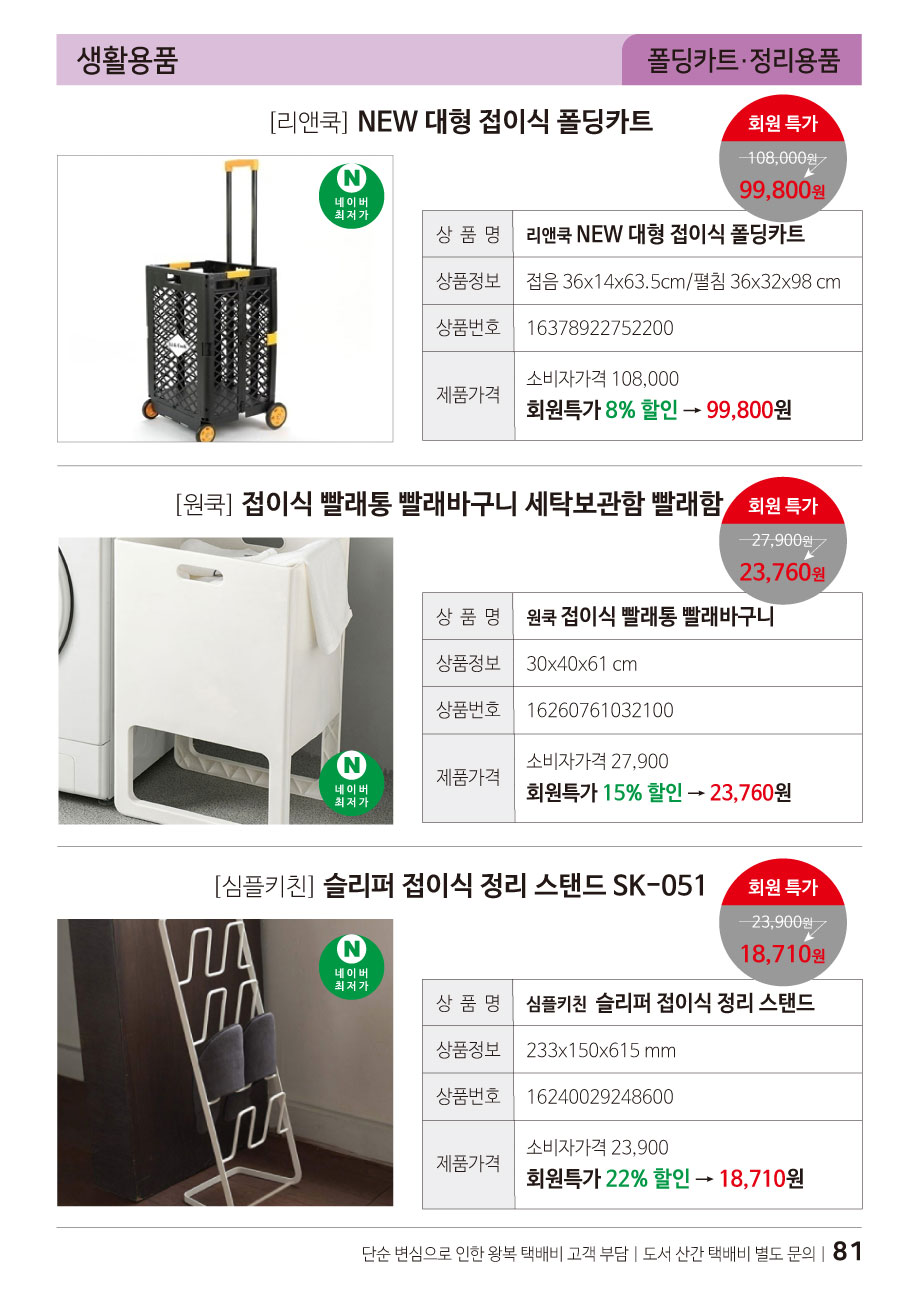 생활용품
폴딩카트·정리용품
[리앤쿡] NEW 대형 접이식 폴딩카트
회원 특가
108,000원
99,800원
N
네이버
최저가
상 품 명 리앤쿡 NEW 대형 접이식 폴딩카트
상품정보 접음 36x14x63.5cm/펼침 36x32x98 cm
상품번호 16378922752200
제품가격 소비자가격 108,000
회원특가 8% 할인 → 99,800원
[원쿡] 접이식 빨래통 빨래바구니 세탁보관함 빨래함
회원 특가
27,900원
23,760원
N
네이버
최저가
상 품 명 원쿡 접이식 빨래통 빨래바구니
상품정보 30x40x61 cm
상품번호 16260761032100
제품가격 소비자가격 27,900
회원특가 15% 할인 → 23,760원
[심플키친] 슬리퍼 접이식 정리 스탠드 SK-051
회원 특가
23,900원
18,710원
N
네이버
최저가
상 품 명 심플키친 슬리퍼 접이식 정리 스탠드
상품정보 233x150x615 mm
상품번호 16240029248600
제품가격 소비자가격 23,900
회원특가 22% 할인 → 18,710원
단순 변심으로 인한 왕복 택배비 고객 부담 | 도서 산간 택배비 별도 문의 | 81